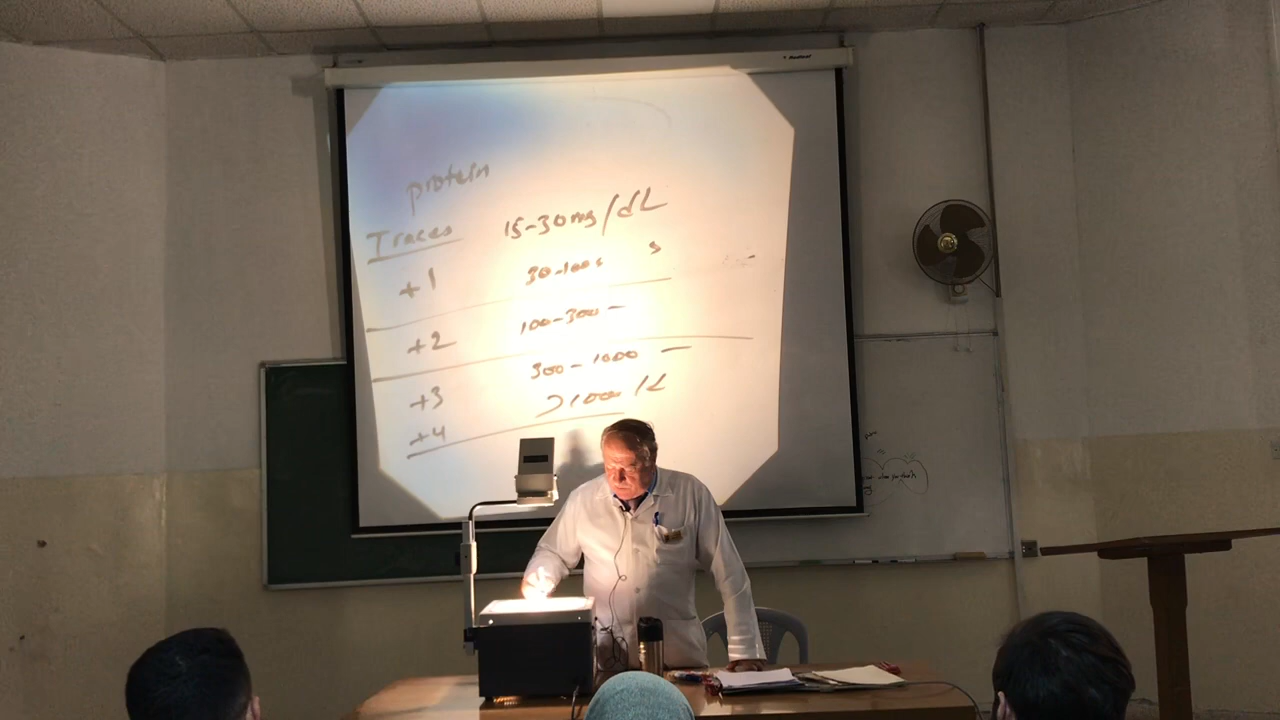 protein
Traces 15-30mg/dL
+1 30-100
+2 100-300 -
+3 300-1000 -
+4 >1000